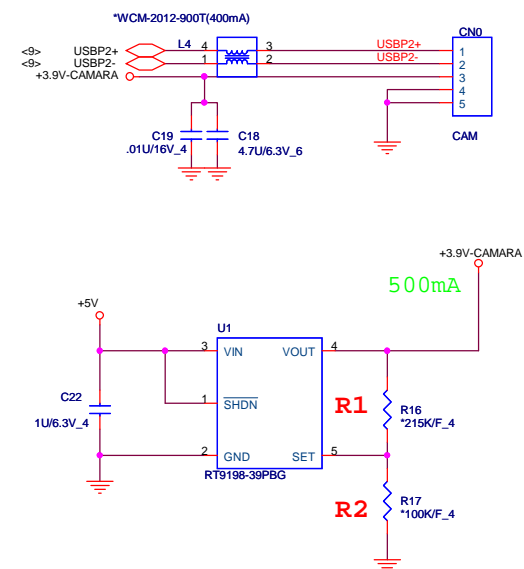 *WCM-2012-900T(400mA)
CN0
<9> USBP2+ L4 4 3 USBP2+ 1
<9> USBP2- 1 2 USBP2- 2
+3.9V-CAMARA 3
4
5
C19 C18 CAM
.01U/16V_4 4.7U/6.3V_6
+3.9V-CAMARA
500mA
+5V
U1
3 VIN VOUT 4
C22 1 SHDN R1 R16
1U/6.3V_4 *215K/F_4
2 GND SET 5
RT9198-39PBG
R2 R17
*100K/F_4